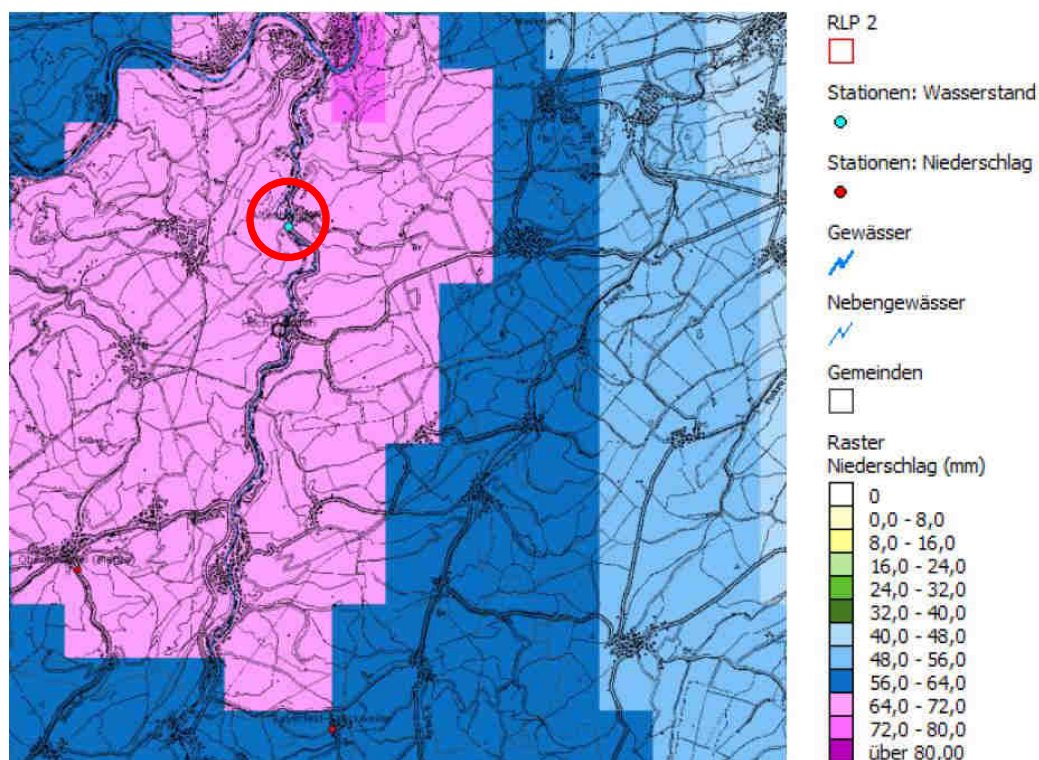 RLP 2
Stationen: Wasserstand
Stationen: Niederschlag
Gewässer
Nebengewässer
Gemeinden
Raster
Niederschlag (mm)
0
0,0 - 8,0
8,0 - 16,0
16,0 - 24,0
24,0 - 32,0
32,0 - 40,0
40,0 - 48,0
48,0 - 56,0
56,0 - 64,0
64,0 - 72,0
72,0 - 80,0
über 80,00